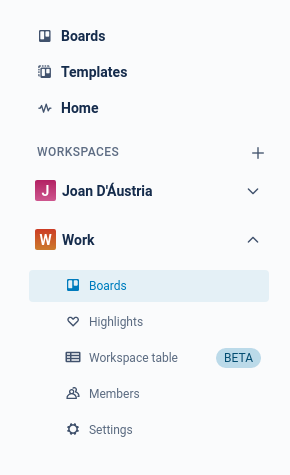 Boards
Templates
Home
WORKSPACES
J Joan D'Áustria
W Work
Boards
Highlights
Workspace table BETA
Members
Settings